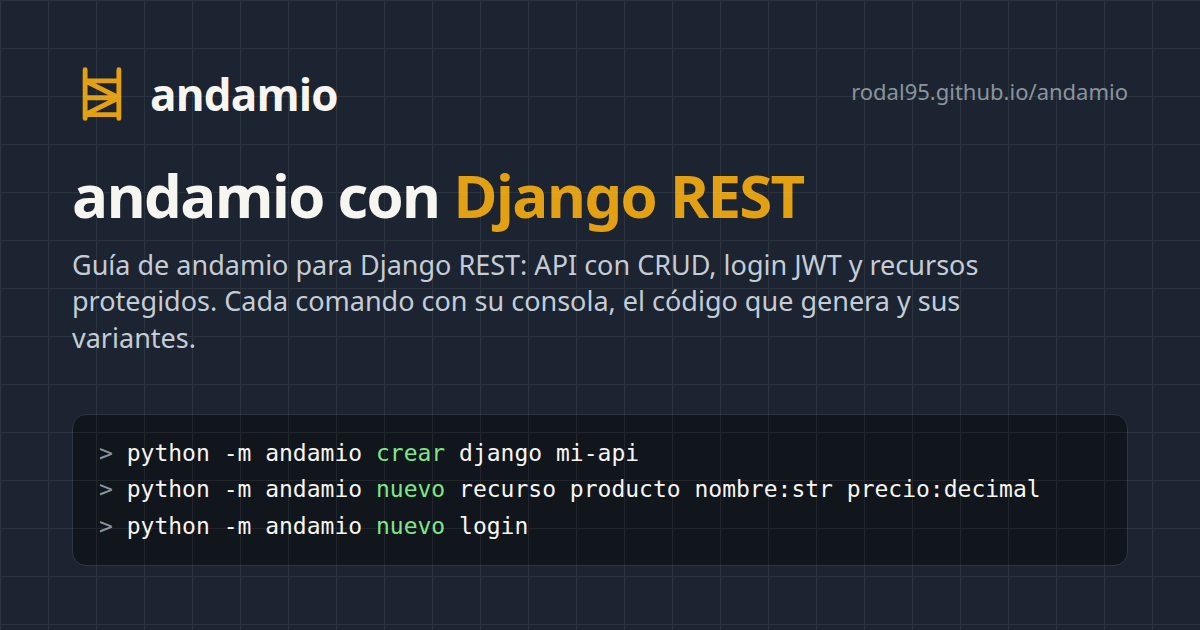 andamio
rodal95.github.io/andamio
andamio con Django REST
Guía de andamio para Django REST: API con CRUD, login JWT y recursos
protegidos. Cada comando con su consola, el código que genera y sus
variantes.
> python -m andamio crear django mi-api
> python -m andamio nuevo recurso producto nombre:str precio:decimal
> python -m andamio nuevo login